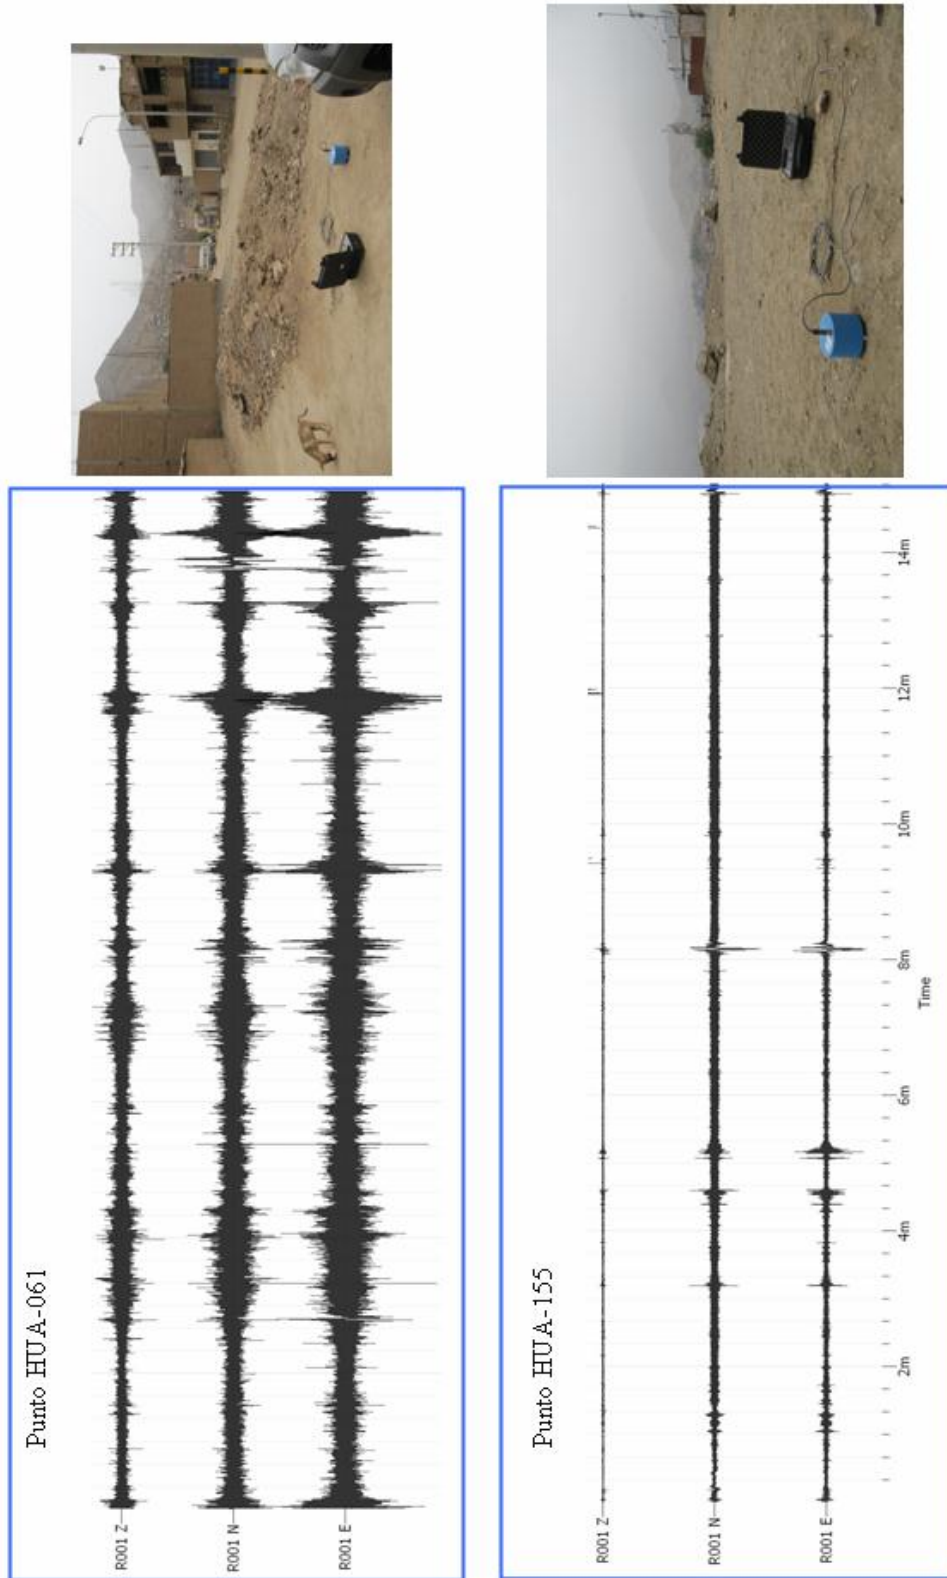 Punto HUA-061
R001 Z
R001 N
R001 E
Punto HUA-155
R001 Z
R001 N
R001 E
2m 4m 6m 8m 10m 12m 14m
Time